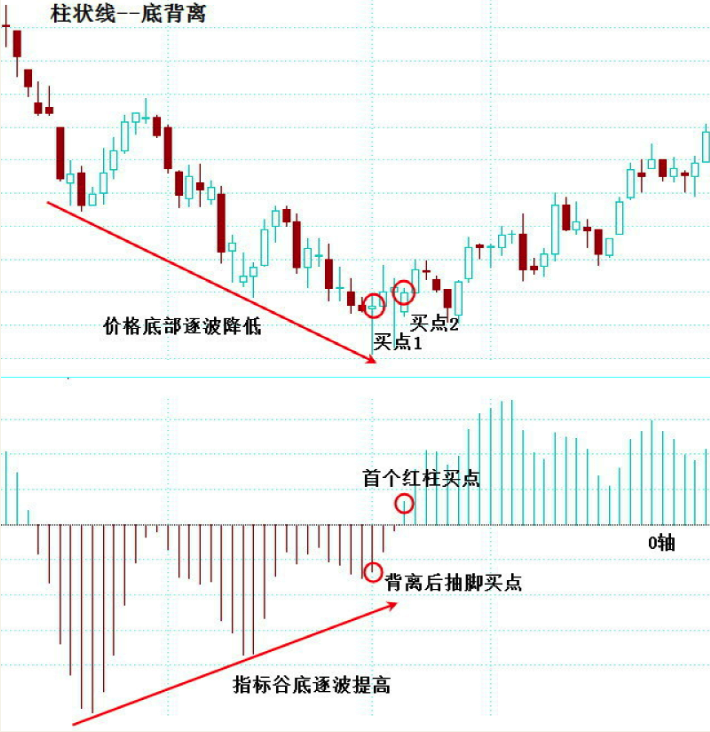 柱状线--底背离
价格底部逐波降低
买点2
买点1
首个红柱买点
0轴
背离后抽脚买点
指标谷底逐波提高